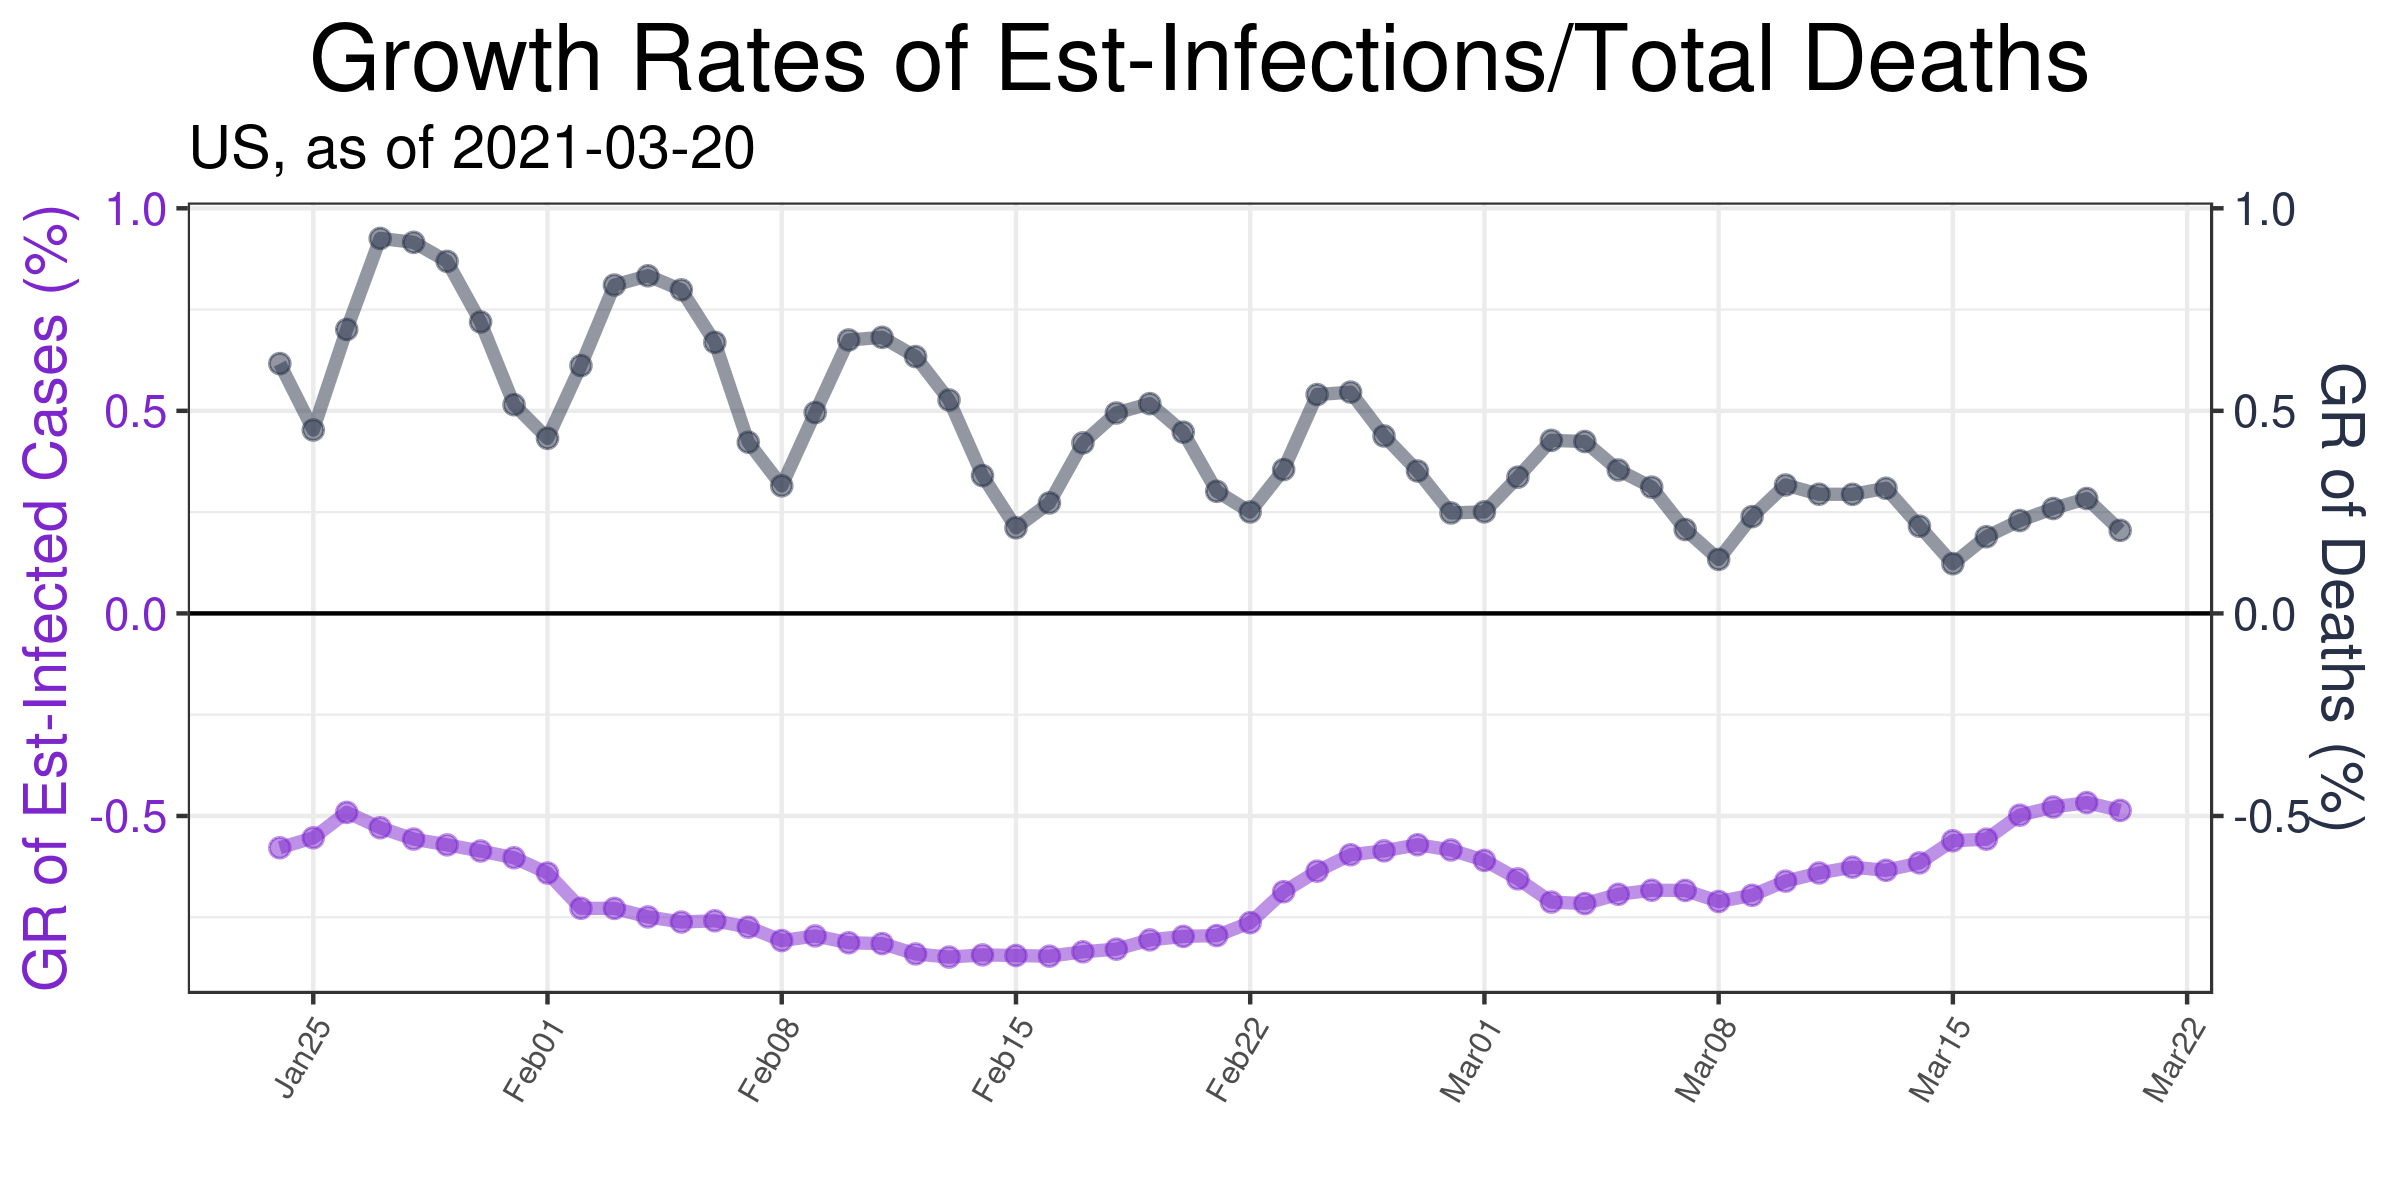 Growth Rates of Est-Infections/Total Deaths
US, as of 2021-03-20
GR of Est-Infected Cases (%)
1.0
0.5
0.0
-0.5
1.0
0.5
0.0
-0.5
GR of Deaths (%)
Jan25
Feb01
Feb08
Feb15
Feb22
Mar01
Mar08
Mar15
Mar22